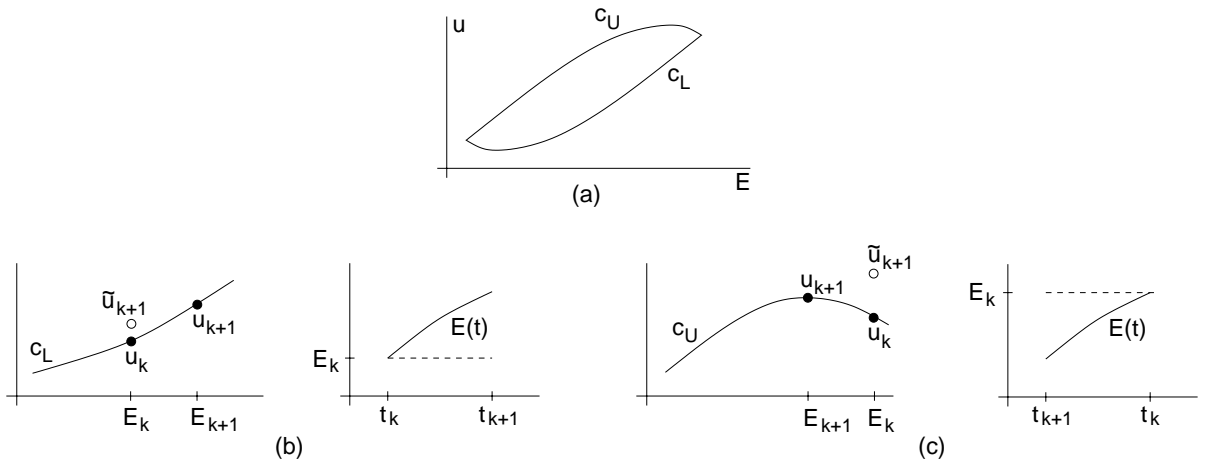 u
c_U
c_L
E
(a)
ũ_{k+1}
c_L
u_k
u_{k+1}
E_k
E_{k+1}
E_k
E(t)
t_k
t_{k+1}
(b)
ũ_{k+1}
u_{k+1}
c_U
u_k
E_{k+1}
E_k
E_k
E(t)
t_{k+1}
t_k
(c)